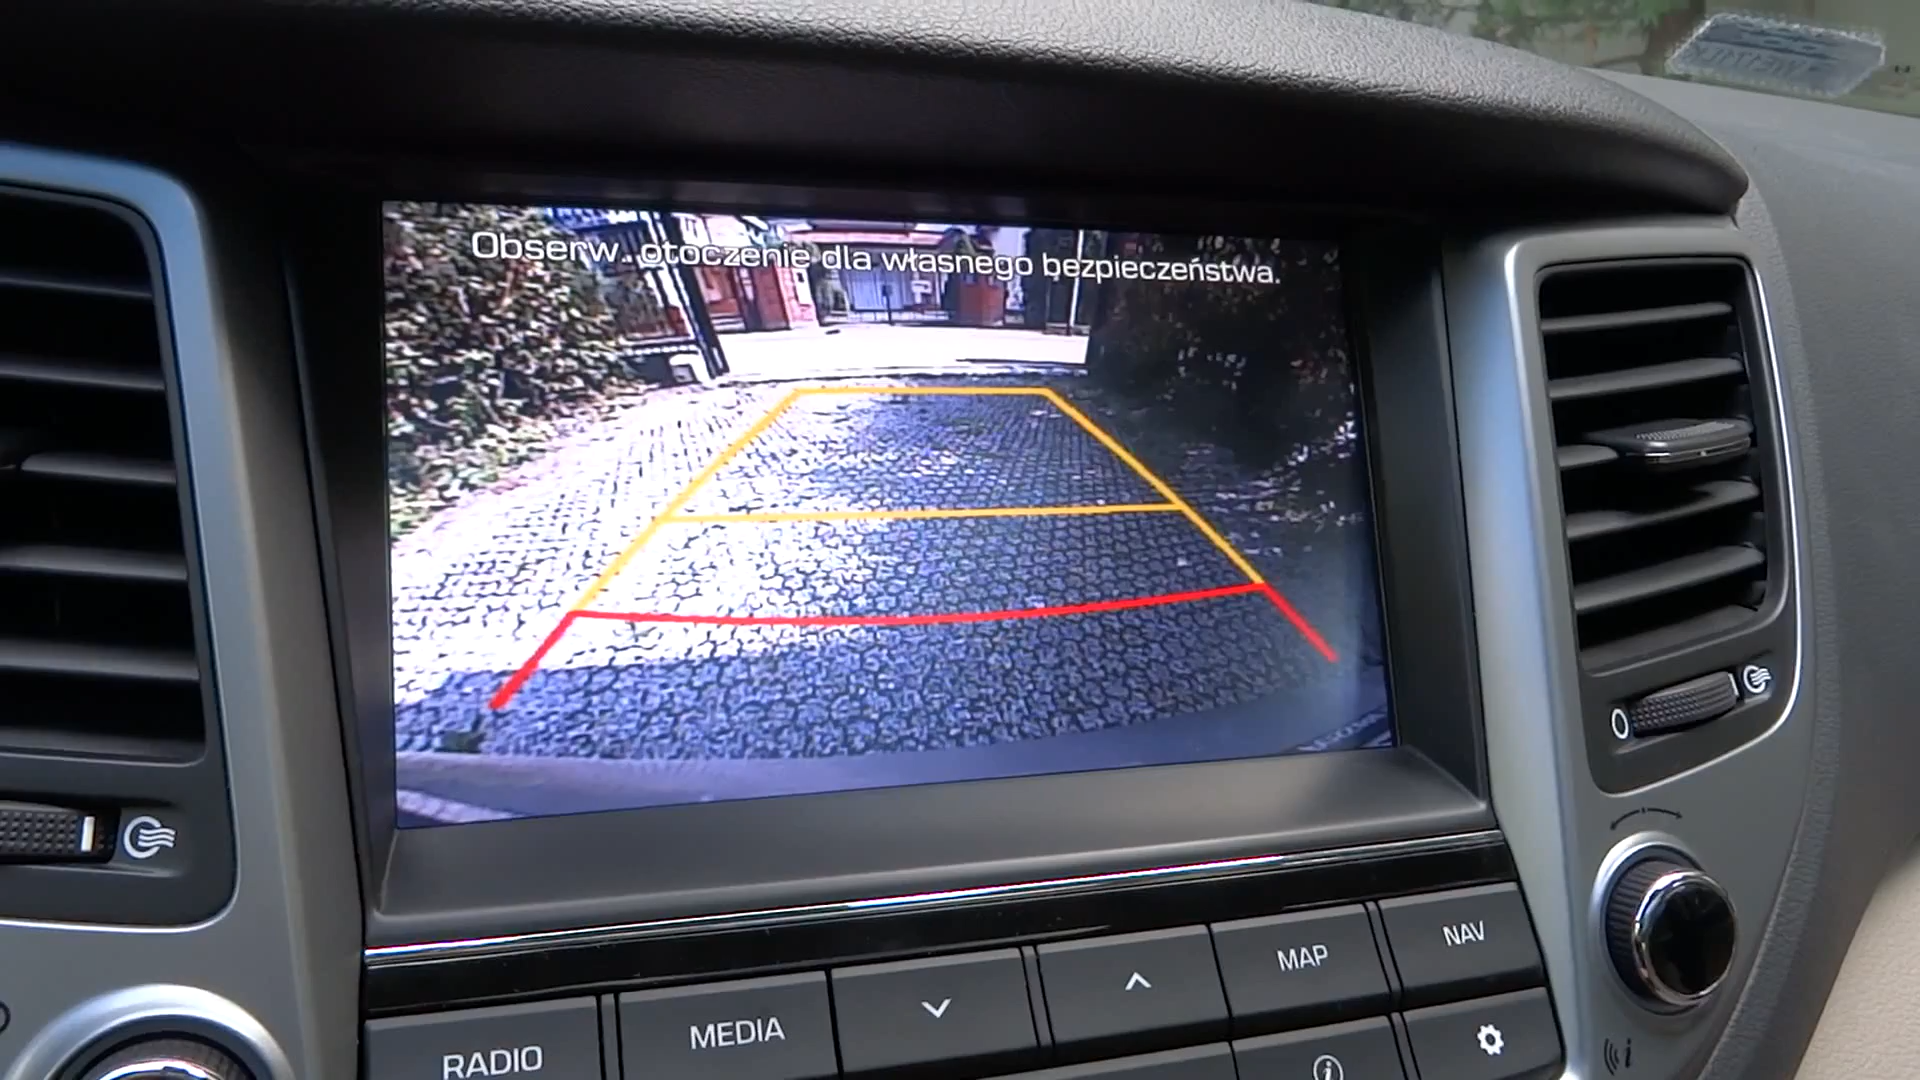 Obserw. otoczenie dla własnego bezpieczeństwa.
RADIO
MEDIA
MAP
NAV